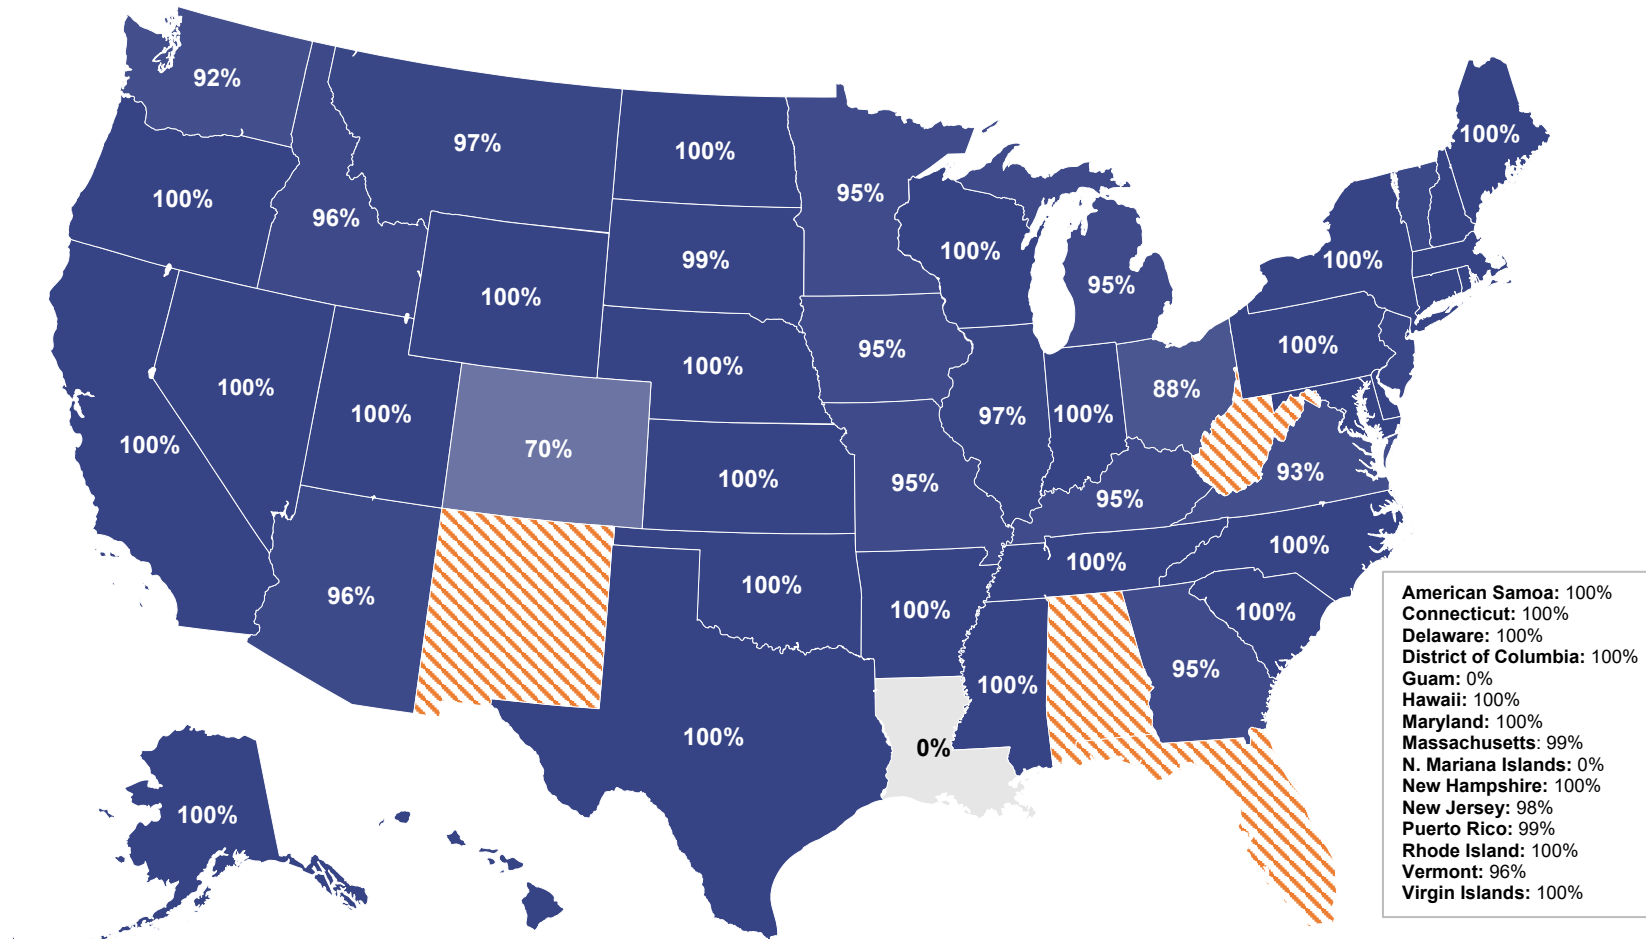 92%
97%
100%
100%
100%
96%
95%
100%
100%
99%
100%
95%
100%
95%
100%
100%
88%
100%
100%
100%
97%
100%
100%
70%
100%
95%
95%
93%
96%
100%
100%
100%
100%
100%
95%
100%
100%
0%
100%
American Samoa: 100%
Connecticut: 100%
Delaware: 100%
District of Columbia: 100%
Guam: 0%
Hawaii: 100%
Maryland: 100%
Massachusetts: 99%
N. Mariana Islands: 0%
New Hampshire: 100%
New Jersey: 98%
Puerto Rico: 99%
Rhode Island: 100%
Vermont: 96%
Virgin Islands: 100%